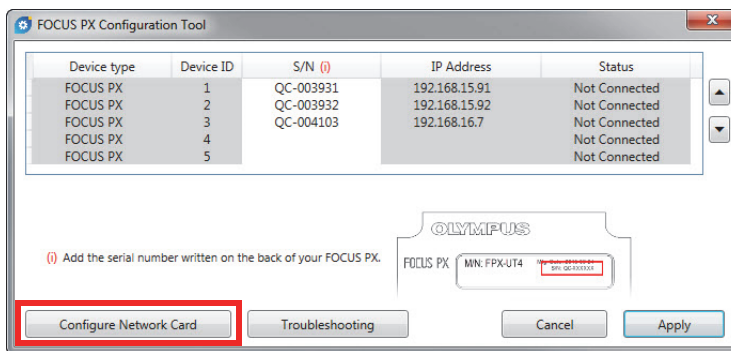 FOCUS PX Configuration Tool
Device type Device ID S/N (i) IP Address Status
FOCUS PX 1 QC-003931 192.168.15.91 Not Connected
FOCUS PX 2 QC-003932 192.168.15.92 Not Connected
FOCUS PX 3 QC-004103 192.168.16.7 Not Connected
FOCUS PX 4 Not Connected
FOCUS PX 5 Not Connected
OLYMPUS
(i) Add the serial number written on the back of your FOCUS PX.
FOCUS PX M/N: FPX-UT4
S/N: QC-XXXXXX
Configure Network Card Troubleshooting Cancel Apply